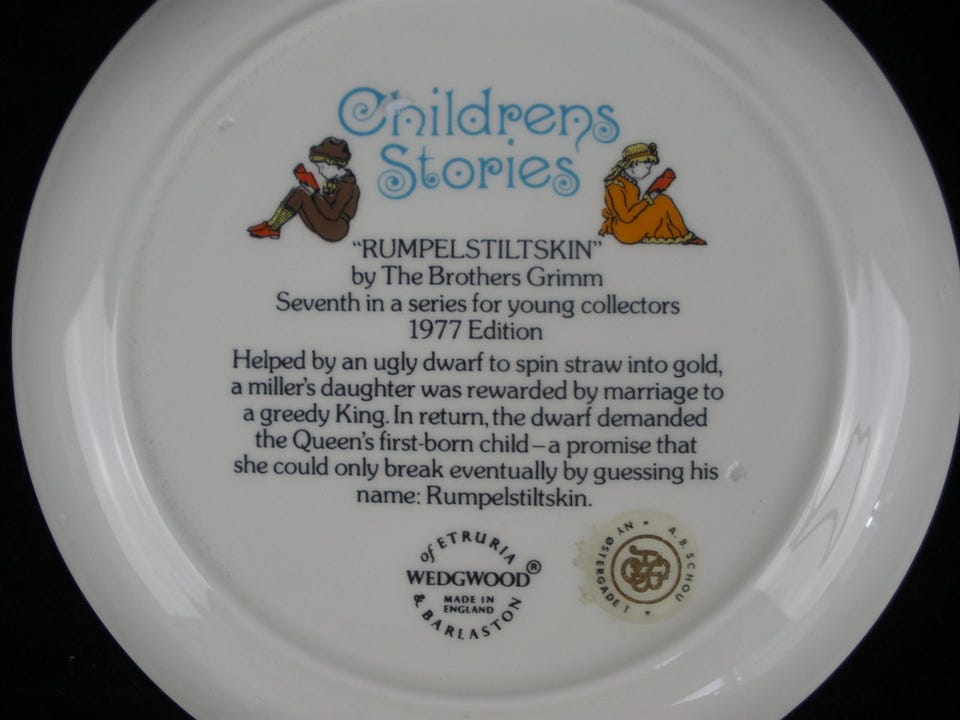 Childrens
Stories
“RUMPELSTILTSKIN”
by The Brothers Grimm
Seventh in a series for young collectors
1977 Edition
Helped by an ugly dwarf to spin straw into gold,
a miller's daughter was rewarded by marriage to
a greedy King. In return, the dwarf demanded
the Queen's first-born child – a promise that
she could only break eventually by guessing his
name: Rumpelstiltskin.
of ETRURIA
WEDGWOOD®
MADE IN
ENGLAND
& BARLASTON
A.B. SCHOU
NY ØSTERGADE 1